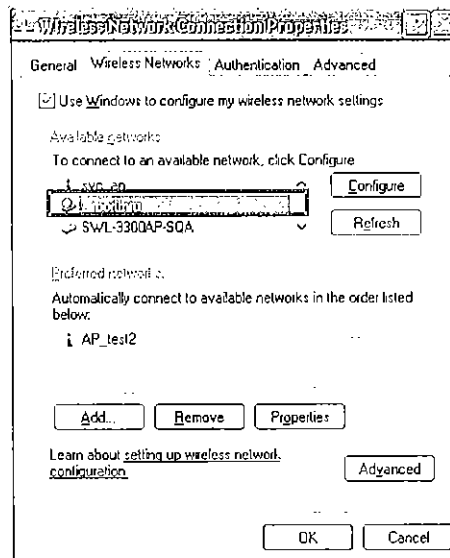 Wireless Network Connection Properties
General Wireless Networks Authentication Advanced
Use Windows to configure my wireless network settings
Available networks
To connect to an available network, click Configure
Configure
SWL-3300AP-SQA
Refresh
Preferred networks
Automatically connect to available networks in the order listed
below:
AP_test2
Add... Remove Properties
Learn about setting up wireless network
configuration.
Advanced
OK Cancel